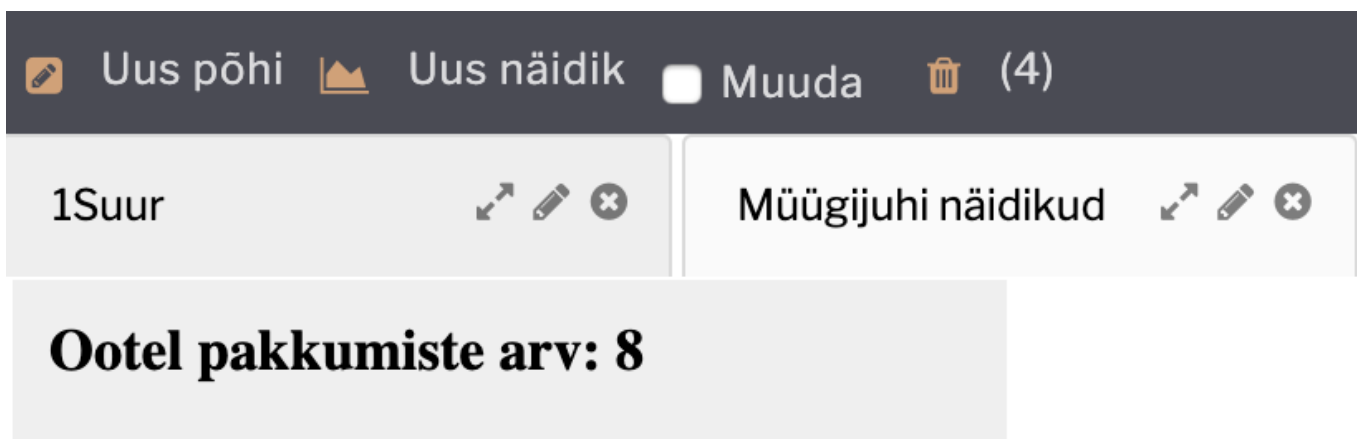 Uus põhi Uus näidik Muuda (4)
1Suur Müügijuhi näidikud
Ootel pakkumiste arv: 8